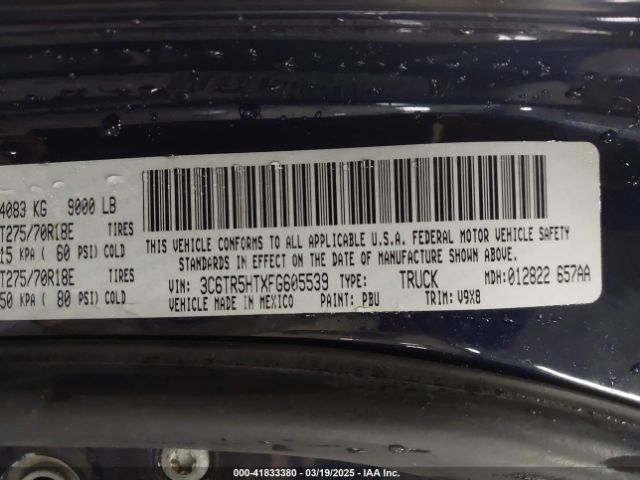 4083 KG 9000 LB
T275/70R18E TIRES
15 KPA ( 60 PSI) COLD
T275/70R18E TIRES
50 KPA ( 80 PSI) COLD
THIS VEHICLE CONFORMS TO ALL APPLICABLE U.S.A. FEDERAL MOTOR VEHICLE SAFETY
STANDARDS IN EFFECT ON THE DATE OF MANUFACTURE SHOWN ABOVE.
VIN: 3C6TR5HTXFG605539 TYPE: TRUCK MDH: 012822 657AA
VEHICLE MADE IN MEXICO PAINT: PBU TRIM: V9X8
000-41833380 - 03/19/2025 - IAA Inc.